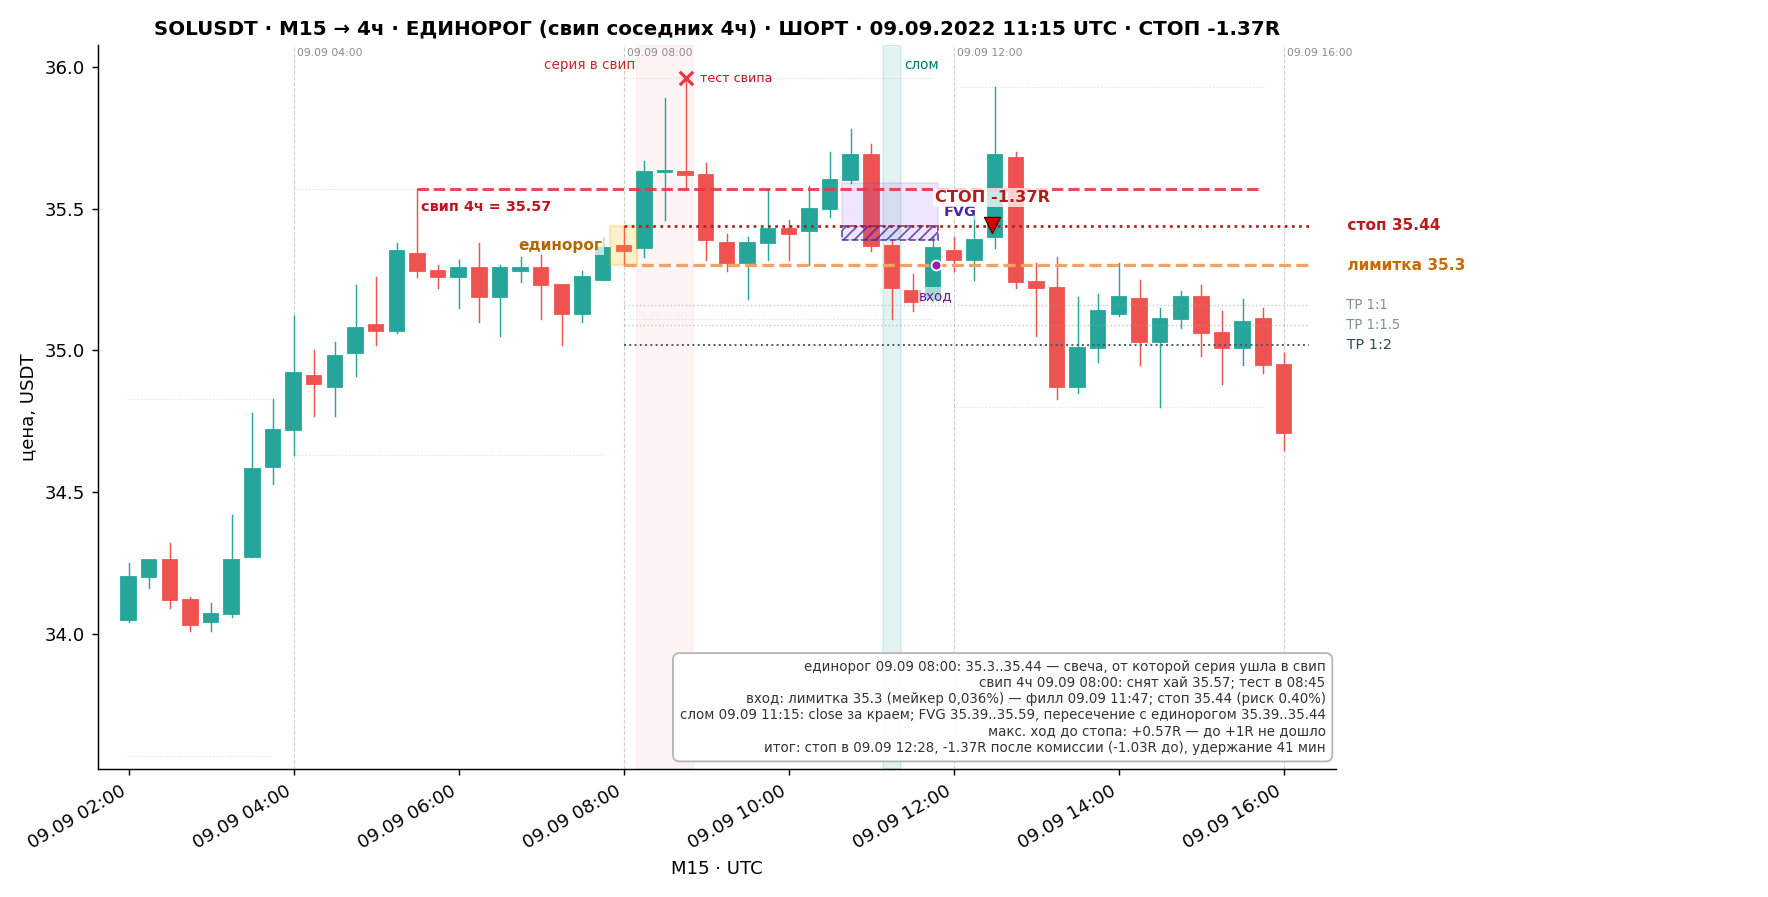 SOLUSDT · M15 → 4ч · ЕДИНОРОГ (свип соседних 4ч) · ШОРТ · 09.09.2022 11:15 UTC · СТОП -1.37R
09.09 04:00
09.09 08:00
09.09 12:00
09.09 16:00
серия в свип
слом
тест свипа
36.0
35.5
35.0
34.5
34.0
цена, USDT
свип 4ч = 35.57
СТОП -1.37R
FVG
единорог
вход
стоп 35.44
лимитка 35.3
TP 1:1
TP 1:1.5
TP 1:2
единорог 09.09 08:00: 35.3..35.44 — свеча, от которой серия ушла в свип
свип 4ч 09.09 08:00: снят хай 35.57; тест в 08:45
вход: лимитка 35.3 (мейкер 0,036%) — филл 09.09 11:47; стоп 35.44 (риск 0.40%)
слом 09.09 11:15: close за краем; FVG 35.39..35.59, пересечение с единорогом 35.39..35.44
макс. ход до стопа: +0.57R — до +1R не дошло
итог: стоп в 09.09 12:28, -1.37R после комиссии (-1.03R до), удержание 41 мин
09.09 02:00
09.09 04:00
09.09 06:00
09.09 08:00
09.09 10:00
09.09 12:00
09.09 14:00
09.09 16:00
M15 · UTC